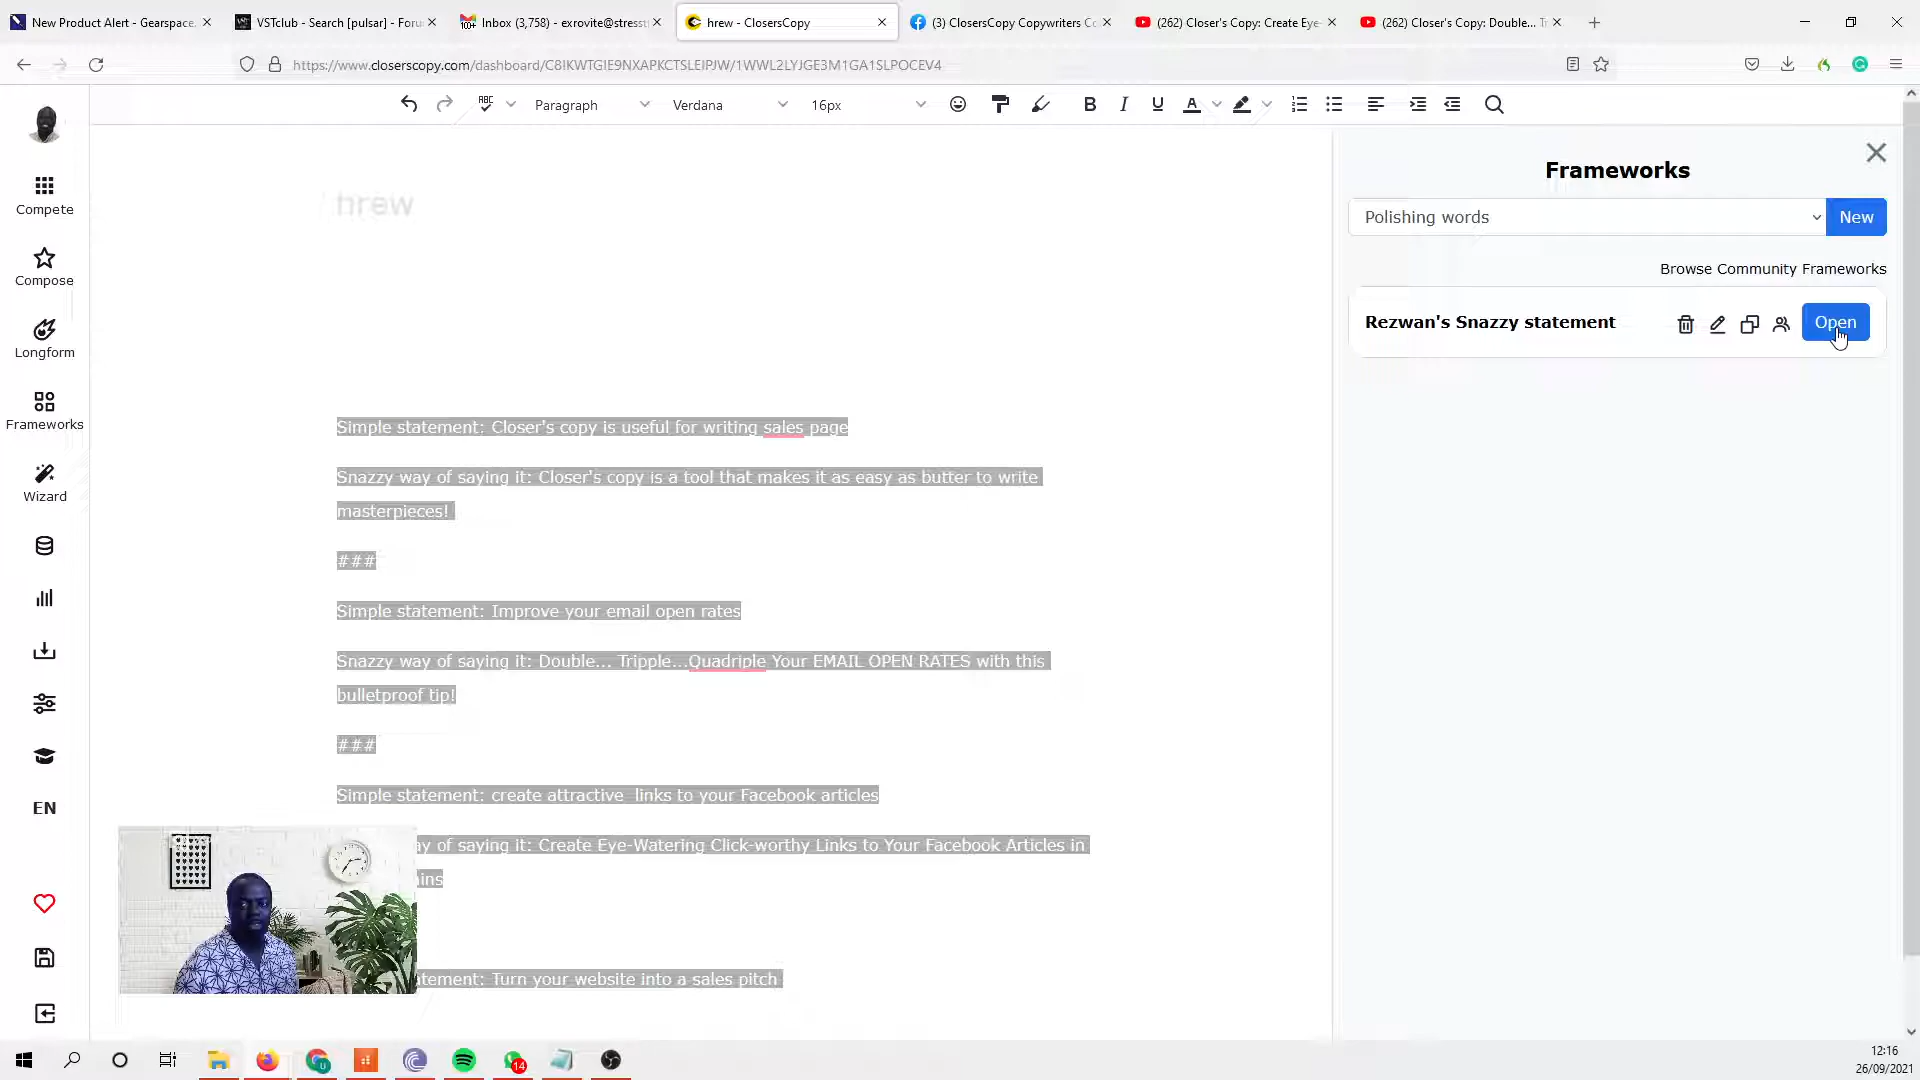 New Product Alert - Gearspace.
VSTclub - Search [pulsar] - Foru
Inbox (3,758) - exrovite@stresst
hrew - ClosersCopy
(3) ClosersCopy Copywriters Co
(262) Closer's Copy: Create Eye-
(262) Closer's Copy: Double... Tr
https://www.closerscopy.com/dashboard/C8IKWTGIE9NXAPKCTSLEIPJW/1WWL2LYJGE3M1GA1SLPOCEV4
Paragraph
Verdana
16px
Compete
Compose
Longform
Frameworks
Wizard
EN
hrew
Simple statement: Closer's copy is useful for writing sales page
Snazzy way of saying it: Closer's copy is a tool that makes it as easy as butter to write
masterpieces!
###
Simple statement: Improve your email open rates
Snazzy way of saying it: Double... Tripple...Quadriple Your EMAIL OPEN RATES with this
bulletproof tip!
###
Simple statement: create attractive  links to your Facebook articles
ay of saying it: Create Eye-Watering Click-worthy Links to Your Facebook Articles in
ins
tement: Turn your website into a sales pitch
Frameworks
Polishing words
New
Browse Community Frameworks
Rezwan's Snazzy statement
Open
14
12:16
26/09/2021